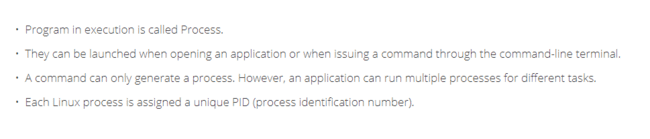 • Program in execution is called Process.
• They can be launched when opening an application or when issuing a command through the command-line terminal.
• A command can only generate a process. However, an application can run multiple processes for different tasks.
• Each Linux process is assigned a unique PID (process identification number).